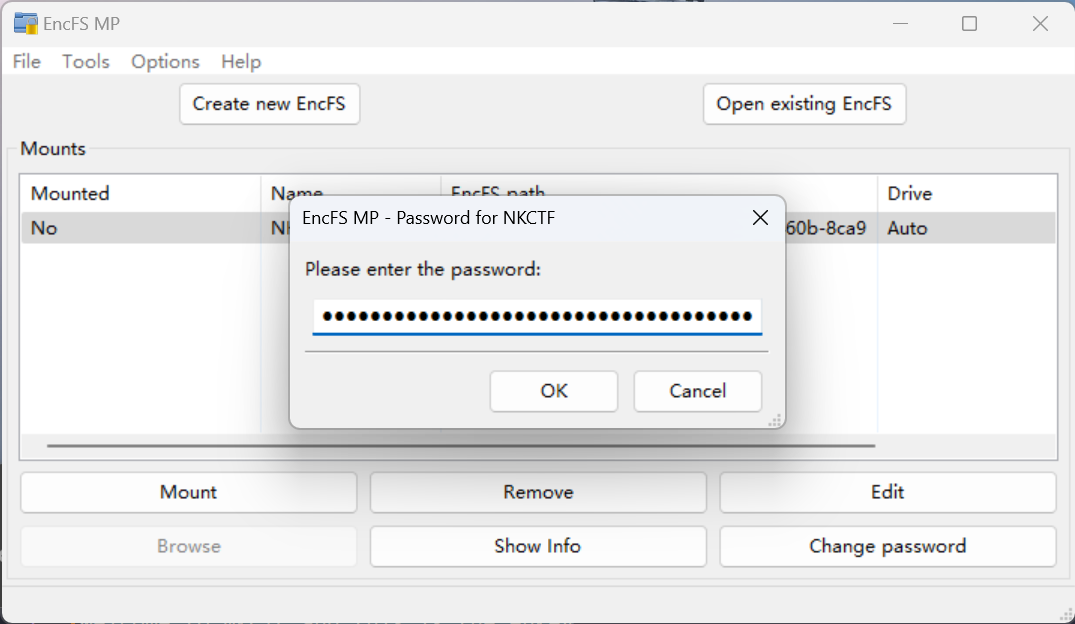 EncFS MP
File Tools Options Help
Create new EncFS Open existing EncFS
Mounts
Mounted Name EncFS path Drive
No 60b-8ca9 Auto
EncFS MP - Password for NKCTF
Please enter the password:
OK Cancel
Mount Remove Edit
Browse Show Info Change password